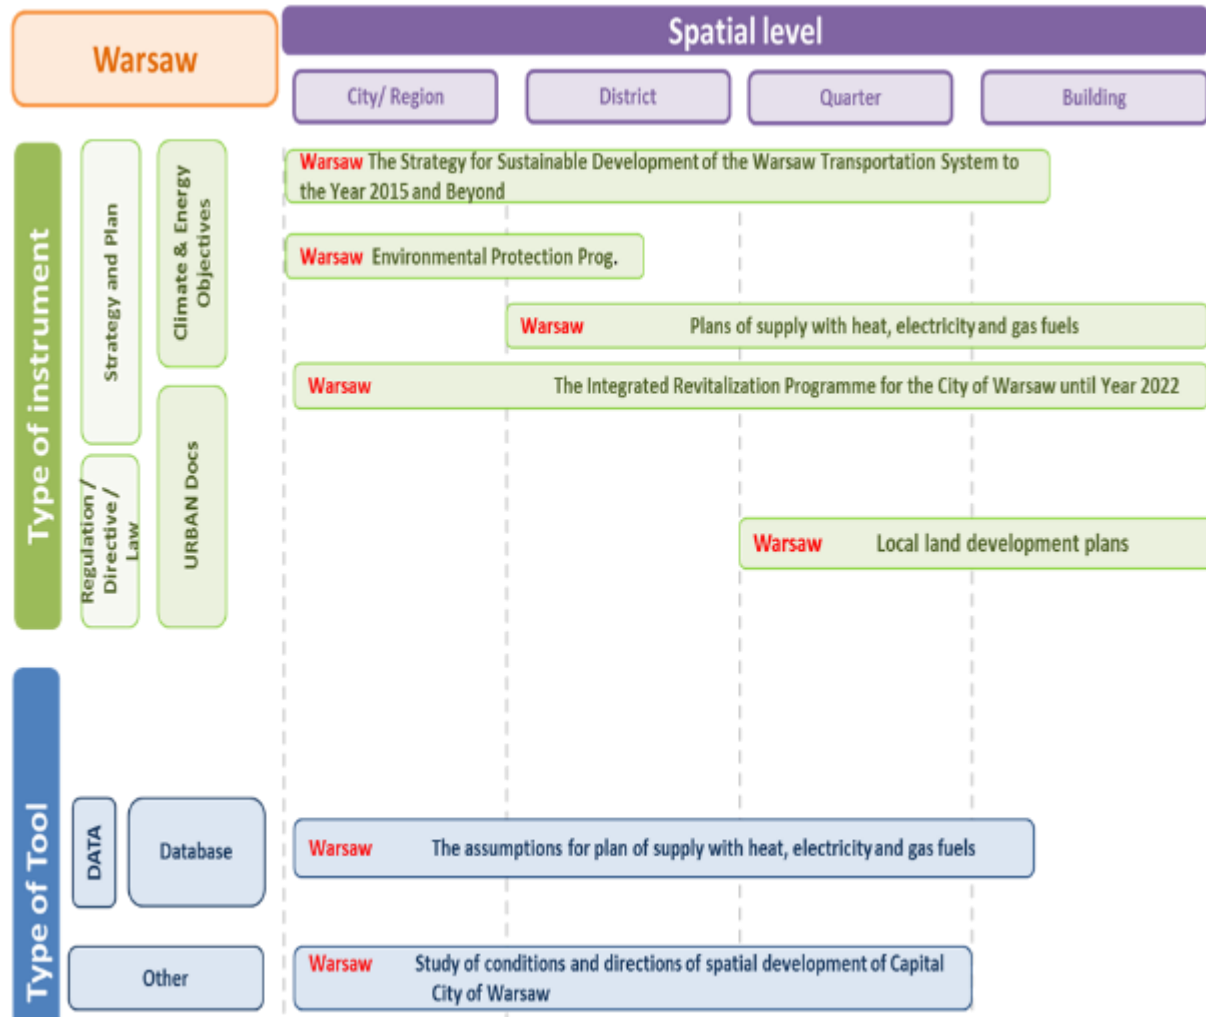 Warsaw
Spatial level
City/ Region
District
Quarter
Building
Type of instrument
Strategy and Plan
Climate & Energy
Objectives
Regulation /
Directive /
Law
URBAN Docs
Warsaw The Strategy for Sustainable Development of the Warsaw Transportation System to
the Year 2015 and Beyond
Warsaw Environmental Protection Prog.
Warsaw Plans of supply with heat, electricity and gas fuels
Warsaw The Integrated Revitalization Programme for the City of Warsaw until Year 2022
Warsaw Local land development plans
Type of Tool
DATA
Database
Warsaw The assumptions for plan of supply with heat, electricity and gas fuels
Other
Warsaw Study of conditions and directions of spatial development of Capital
City of Warsaw